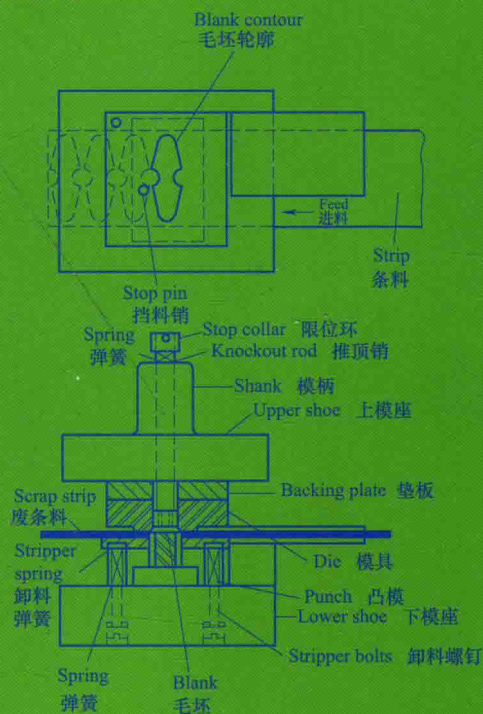 Blank contour
毛坯轮廓
Feed
进料
Strip
条料
Stop pin
挡料销
Spring
弹簧
Stop collar 限位环
Knockout rod 推顶销
Shank 模柄
Upper shoe 上模座
Backing plate 垫板
Scrap strip
废条料
Stripper
spring
卸料
弹簧
Die 模具
Punch 凸模
Lower shoe 下模座
Stripper bolts 卸料螺钉
Spring
弹簧
Blank
毛坯